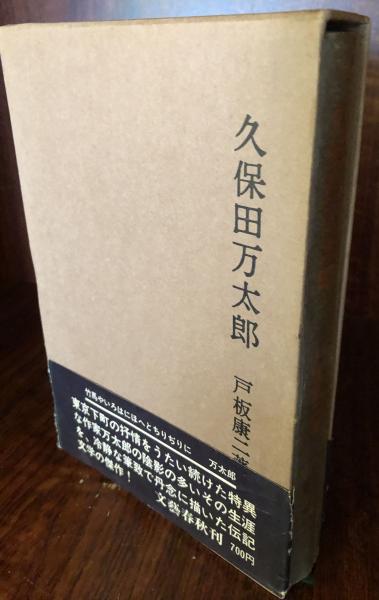 久保田万太郎
戸板康二著
竹馬やいろはにほへとちりぢりに　万太郎
東京下町の抒情をうたい続けた特異
な作家万太郎の陰影の多いその生涯
を、冷静な筆致で丹念に描いた伝記
文学の傑作！
文藝春秋刊
700円